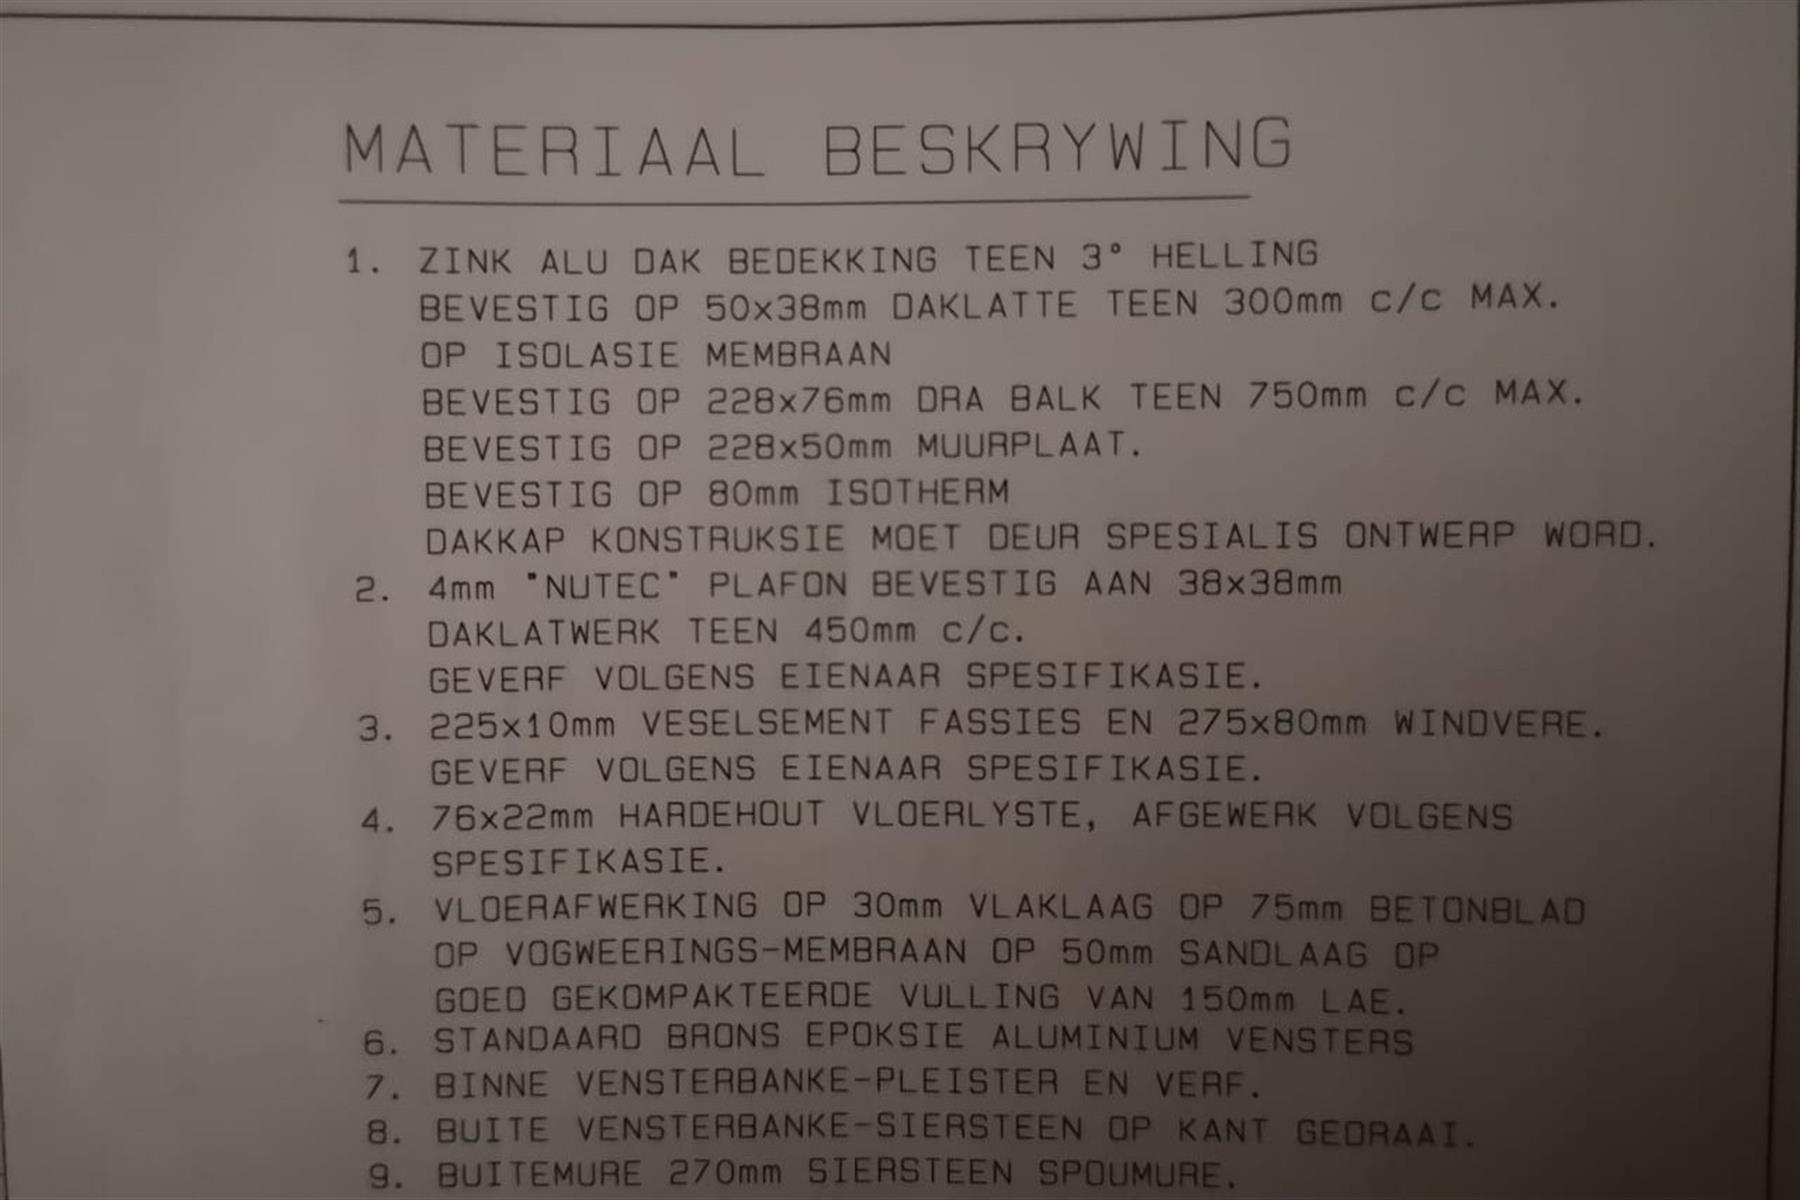 MATERIAAL BESKRYWING
1. ZINK ALU DAK BEDEKKING TEEN 3° HELLING
BEVESTIG OP 50x38mm DAKLATTE TEEN 300mm c/c MAX.
OP ISOLASIE MEMBRAAN
BEVESTIG OP 228x76mm DRA BALK TEEN 750mm c/c MAX.
BEVESTIG OP 228x50mm MUURPLAAT.
BEVESTIG OP 80mm ISOTHERM
DAKKAP KONSTRUKSIE MOET DEUR SPESIALIS ONTWERP WORD.
2. 4mm "NUTEC" PLAFON BEVESTIG AAN 38x38mm
DAKLATWERK TEEN 450mm c/c.
GEVERF VOLGENS EIENAAR SPESIFIKASIE.
3. 225x10mm VESELSEMENT FASSIES EN 275x80mm WINDVERE.
GEVERF VOLGENS EIENAAR SPESIFIKASIE.
4. 76x22mm HARDEHOUT VLOERLYSTE, AFGEWERK VOLGENS
SPESIFIKASIE.
5. VLOERAFWERKING OP 30mm VLAKLAAG OP 75mm BETONBLAD
OP VOGWEERINGS-MEMBRAAN OP 50mm SANDLAAG OP
GOED GEKOMPAKTEERDE VULLING VAN 150mm LAE.
6. STANDAARD BRONS EPOKSIE ALUMINIUM VENSTERS
7. BINNE VENSTERBANKE-PLEISTER EN VERF.
8. BUITE VENSTERBANKE-SIERSTEEN OP KANT GEDRAAI.
9. BUITEMURE 270mm SIERSTEEN SPOUMURE.